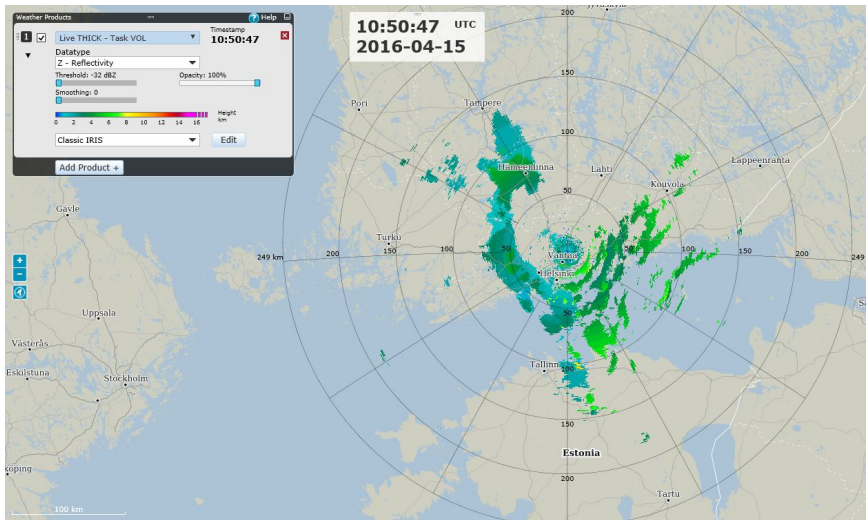 Weather Products
Help
1
Live THICK - Task VOL
Timestamp
10:50:47
Datatype
Z - Reflectivity
Threshold: -32 dBZ
Opacity: 100%
Smoothing: 0
0 2 4 6 8 10 12 14 16
Height
km
Classic IRIS
Edit
Add Product +
10:50:47 UTC
2016-04-15
200
150
100
50
Pori
Tampere
Hämeenlinna
Lahti
Kouvola
Lappeenranta
Gävle
Turku
249 km
200
150
100
50
50
100
150
200
249 km
Vantaa
Helsinki
Uppsala
Västerås
Eskilstuna
Stockholm
50
Tallinn
100
150
Estonia
200
Tartu
100 km